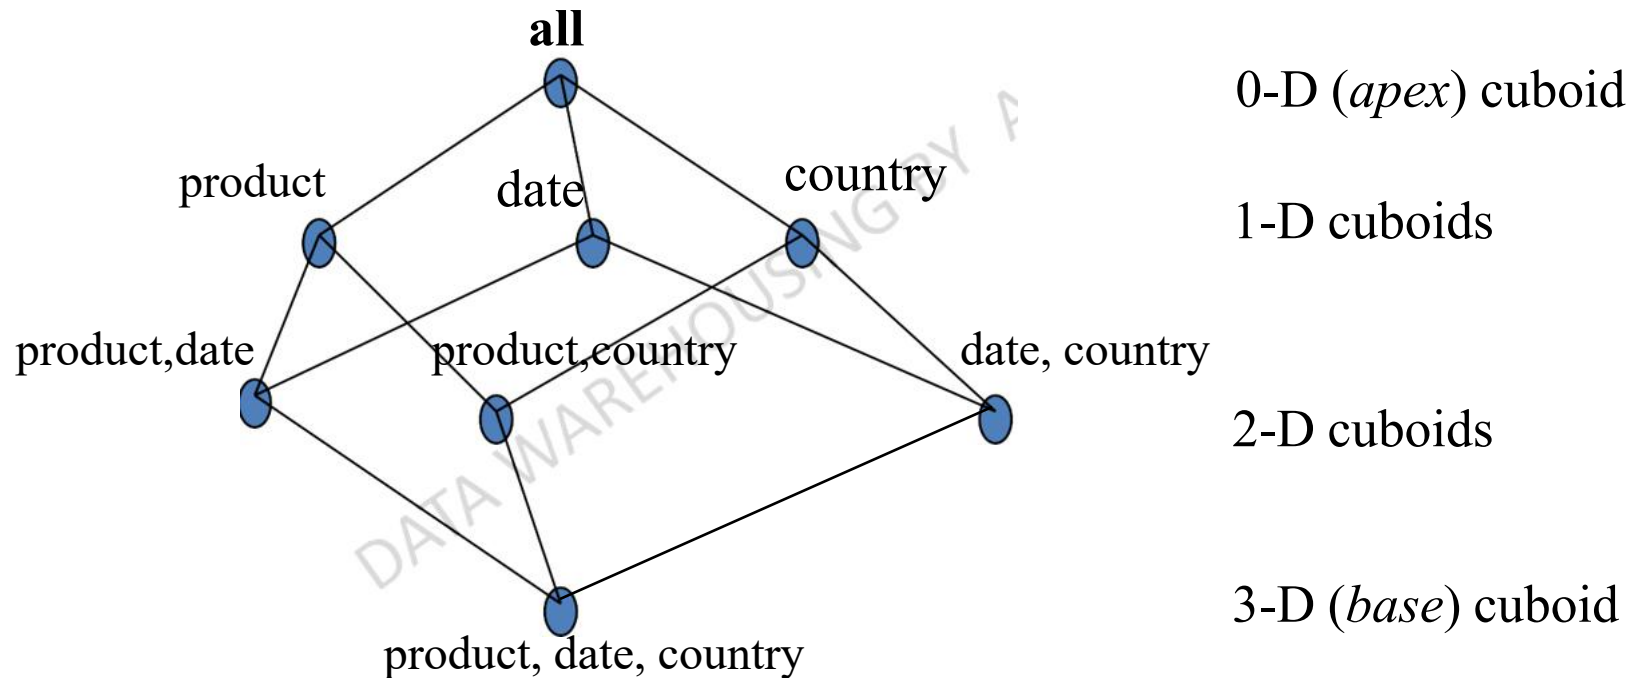 all
0-D (apex) cuboid
product
date
country
1-D cuboids
product,date
product,country
date, country
2-D cuboids
3-D (base) cuboid
product, date, country
DATA WAREHOUSING BY A